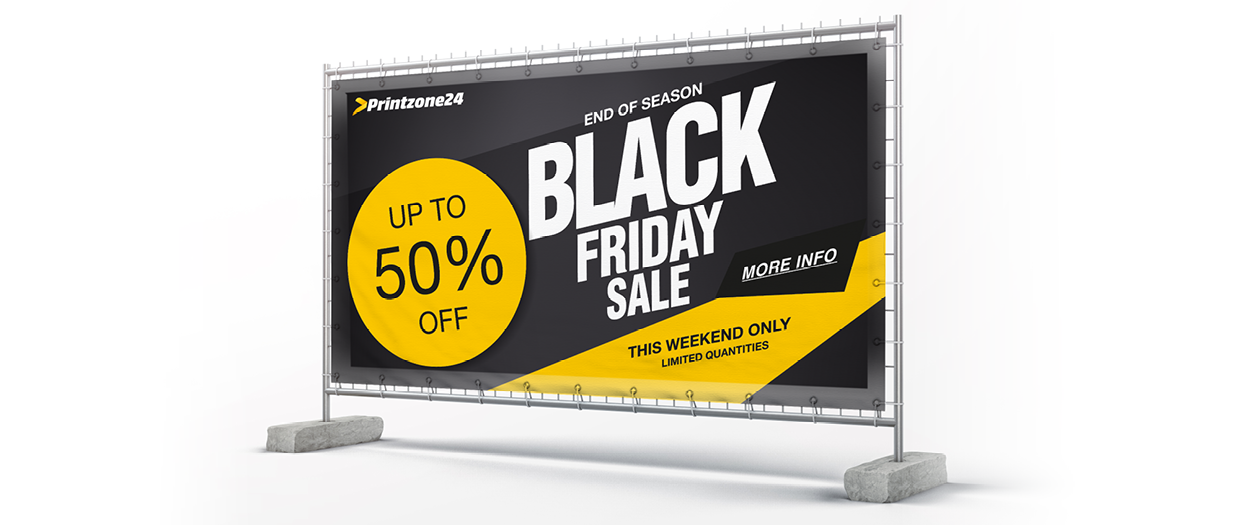 Printzone24
END OF SEASON
BLACK
FRIDAY
SALE
UP TO
50%
OFF
MORE INFO
THIS WEEKEND ONLY
LIMITED QUANTITIES